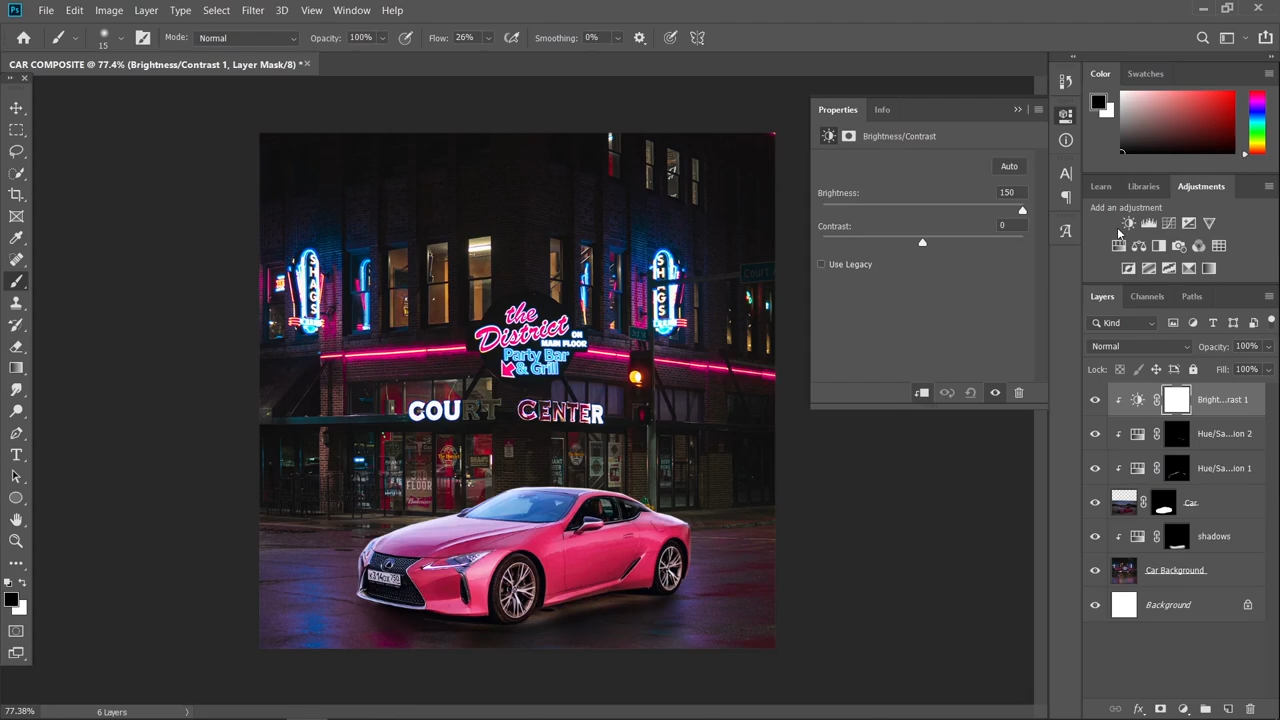 Ps File Edit Image Layer Type Select Filter 3D View Window Help
15 Mode: Normal Opacity: 100% Flow: 26% Smoothing: 0%
CAR COMPOSITE @ 77.4% (Brightness/Contrast 1, Layer Mask/8) *
Properties Info
Brightness/Contrast
Auto
Brightness: 150
Contrast: 0
Use Legacy
Color Swatches
Learn Libraries Adjustments
Add an adjustment
Layers Channels Paths
Kind
Normal Opacity: 100%
Lock: Fill: 100%
Bright...rast 1
Hue/Sa...ion 2
Hue/Sa...ion 1
Car
shadows
Car Background
Background
SHAGS
SHAGS
the
District
ON
MAIN FLOOR
Party Bar
& Grill
COURT CENTER
FLOOR
77.38% 6 Layers